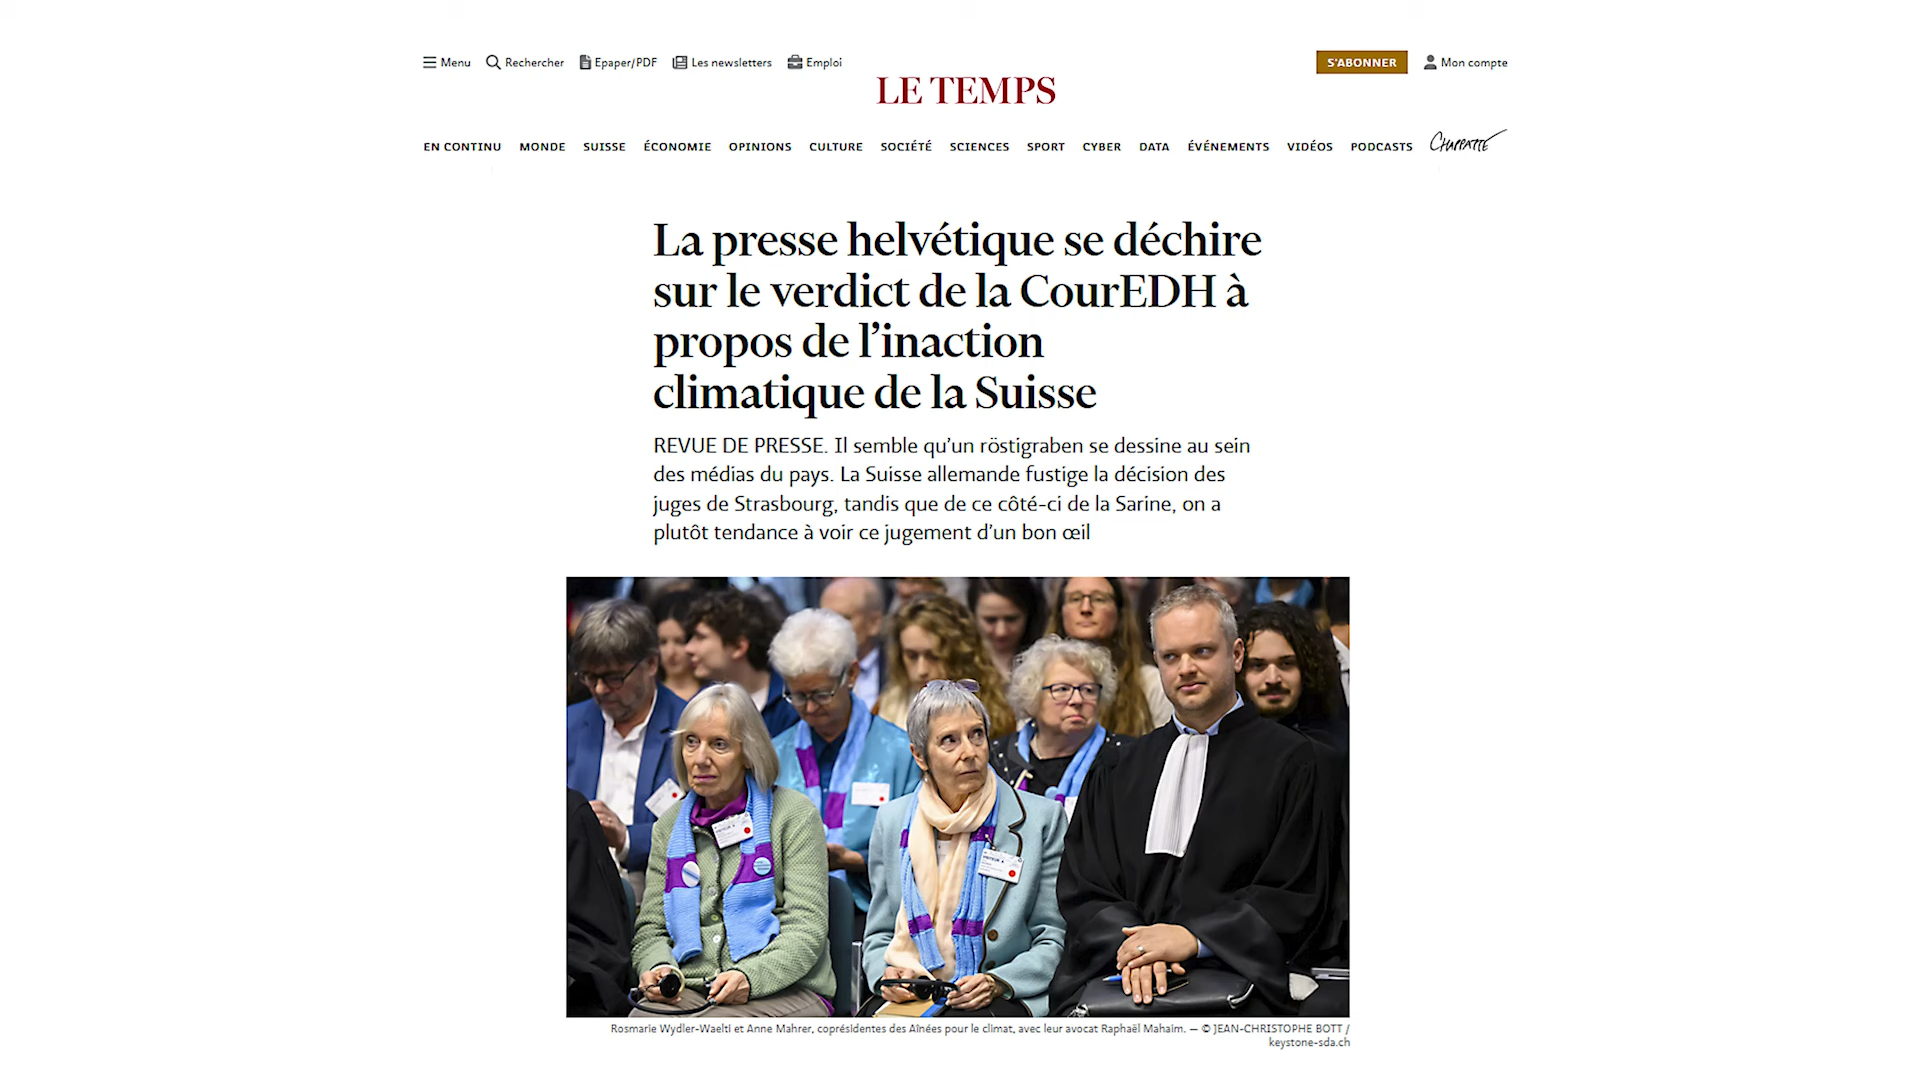 Menu Rechercher Epaper/PDF Les newsletters Emploi S'ABONNER Mon compte
LE TEMPS
EN CONTINU MONDE SUISSE ÉCONOMIE OPINIONS CULTURE SOCIÉTÉ SCIENCES SPORT CYBER DATA ÉVÉNEMENTS VIDÉOS PODCASTS CHAPPATTE
La presse helvétique se déchire
sur le verdict de la CourEDH à
propos de l'inaction
climatique de la Suisse
REVUE DE PRESSE. Il semble qu'un röstigraben se dessine au sein
des médias du pays. La Suisse allemande fustige la décision des
juges de Strasbourg, tandis que de ce côté-ci de la Sarine, on a
plutôt tendance à voir ce jugement d'un bon œil
Rosmarie Wydler-Waelti et Anne Mahrer, coprésidentes des Aînées pour le climat, avec leur avocat Raphaël Mahaim. — © JEAN-CHRISTOPHE BOTT /
keystone-sda.ch